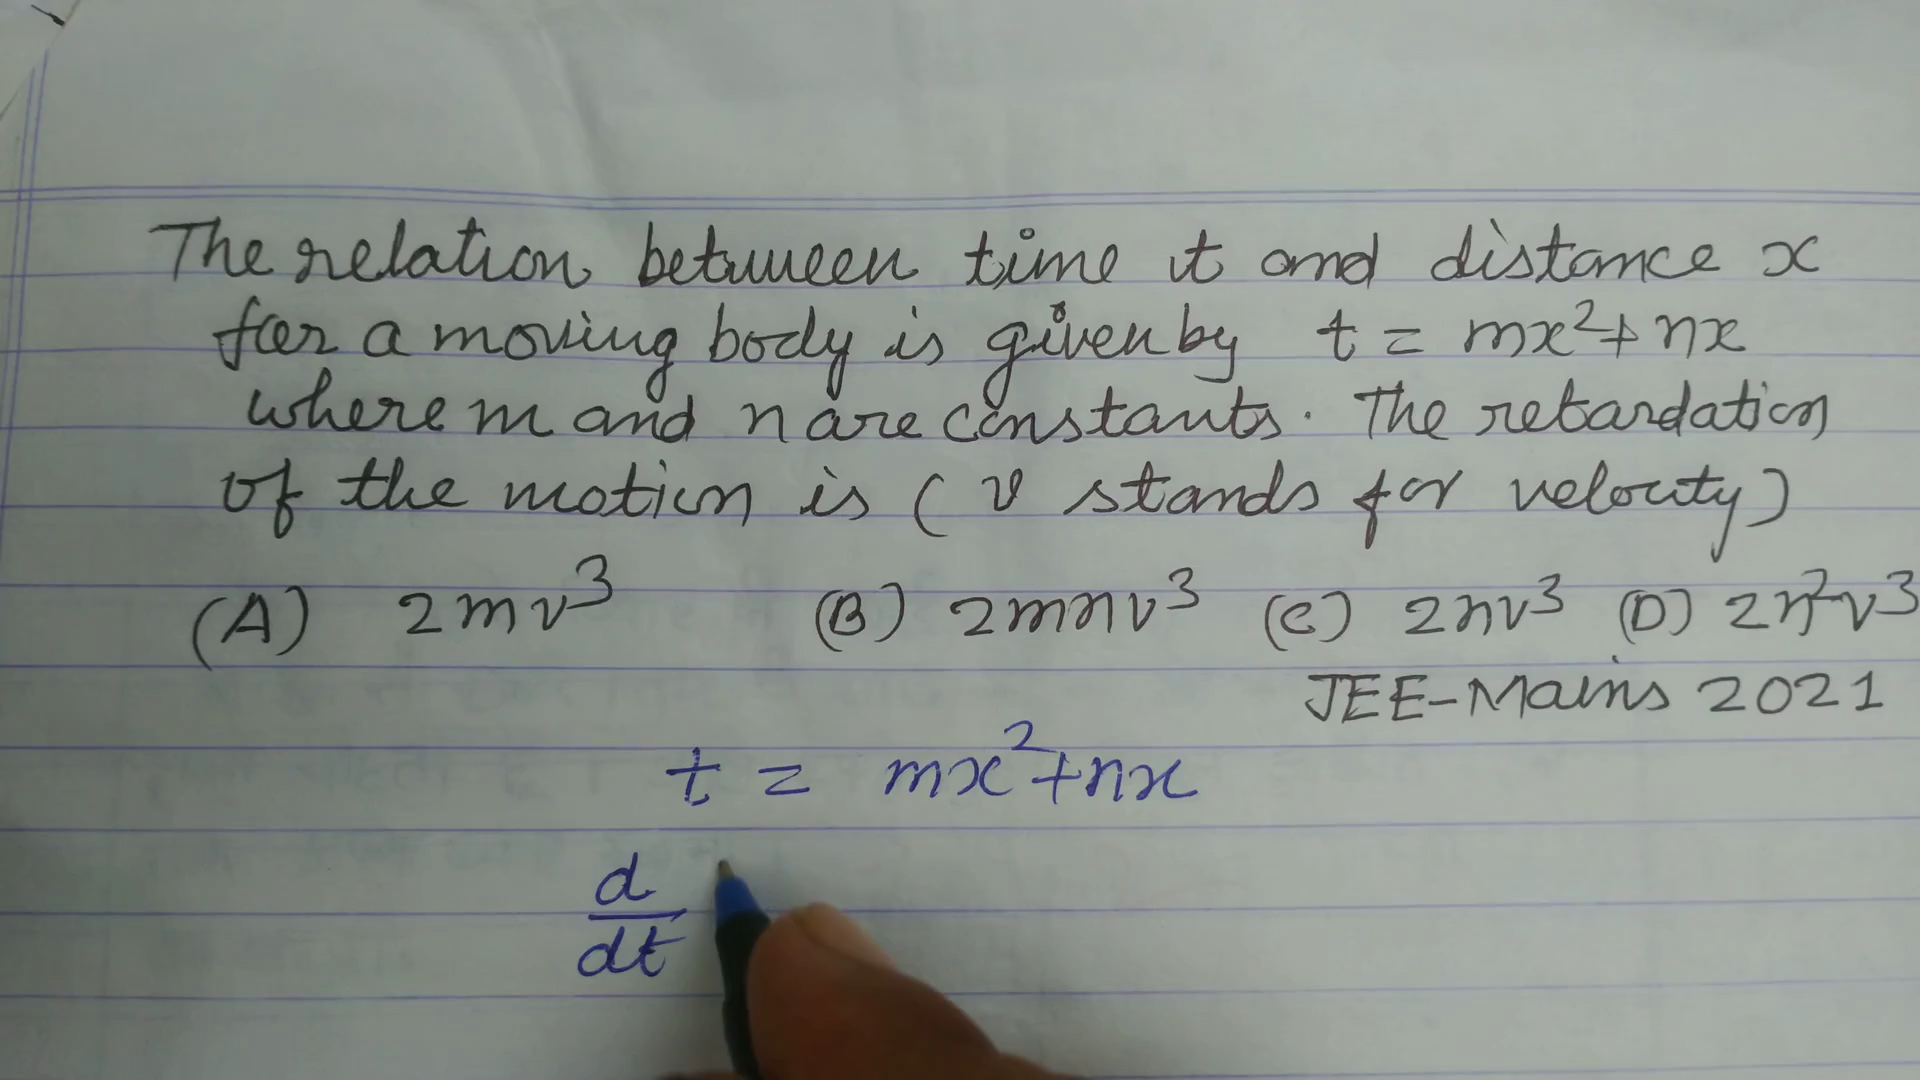 The relation between time t and distance x
for a moving body is given by t = mx²+nx
where m and n are constants. The retardation
of the motion is (v stands for velocity)
(A) 2mv³ (B) 2mnv³ (C) 2nv³ (D) 2n²v³
JEE-Mains 2021
t = mx²+nx
d/dt